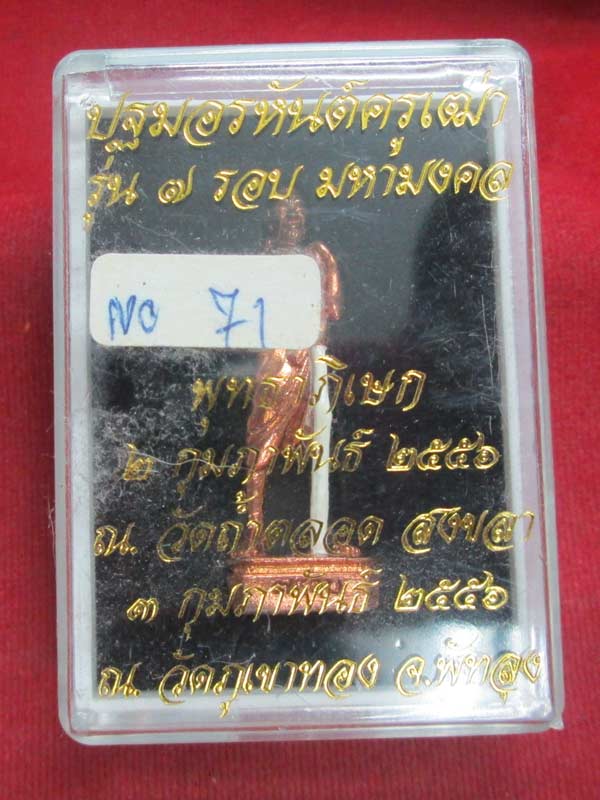 ปฐมอรหันต์ครูเฒ่า
รุ่น ๗ รอบ มหามงคล
NO 71
พุทธาภิเษก
๒ กุมภาพันธ์ ๒๕๕๖
ณ. วัดถ้ำตลอด สงขลา
๓ กุมภาพันธ์ ๒๕๕๖
ณ. วัดภูเขาทอง จ.พัทลุง